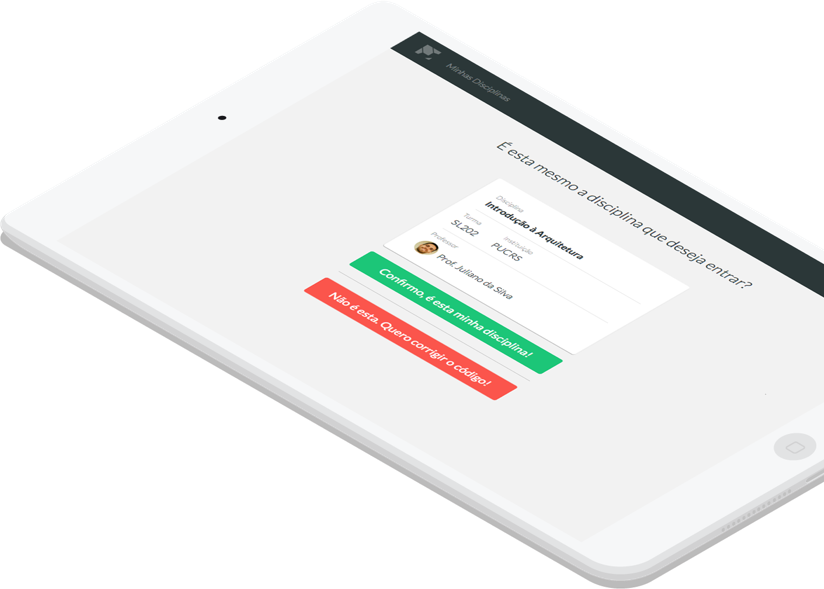 Minhas Disciplinas
É esta mesmo a disciplina que deseja entrar?
Disciplina
Introdução à Arquitetura
Turma
Instituição
SL202
PUCRS
Professor
Prof. Juliano da Silva
Confirmo, é esta minha disciplina!
Não é esta. Quero corrigir o código!